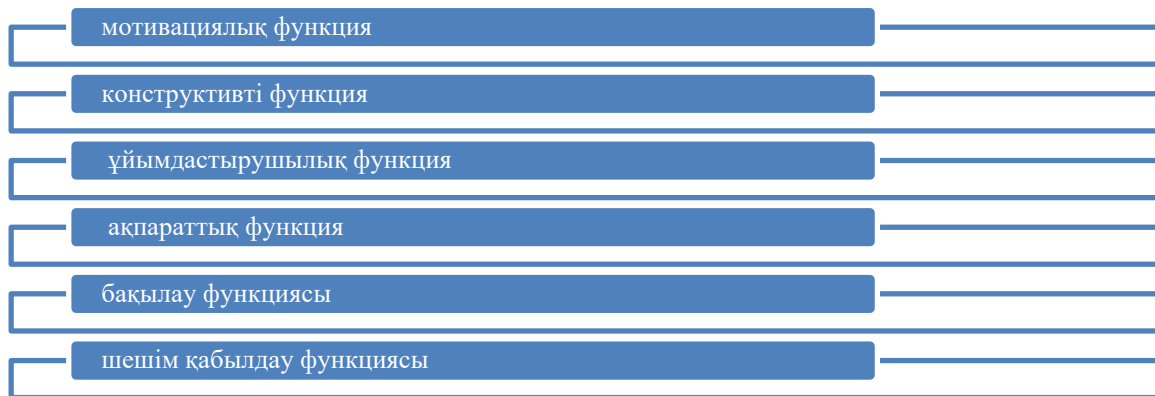 мотивациялық функция
конструктивті функция
ұйымдастырушылық функция
ақпараттық функция
бақылау функциясы
шешім қабылдау функциясы